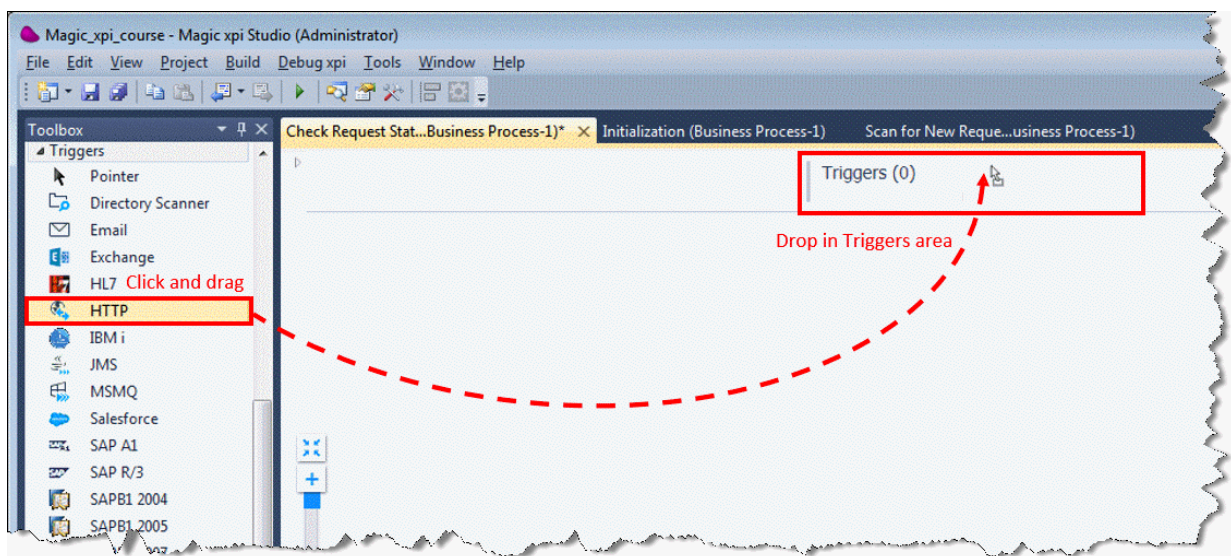 Magic_xpi_course - Magic xpi Studio (Administrator)
File Edit View Project Build Debug xpi Tools Window Help
Toolbox
Check Request Stat...Business Process-1)*
Initialization (Business Process-1)
Scan for New Reque...usiness Process-1)
Triggers
Pointer
Directory Scanner
Email
Exchange
HL7
Click and drag
HTTP
IBM i
JMS
MSMQ
Salesforce
SAP A1
SAP R/3
SAPB1 2004
SAPB1 2005
Triggers (0)
Drop in Triggers area